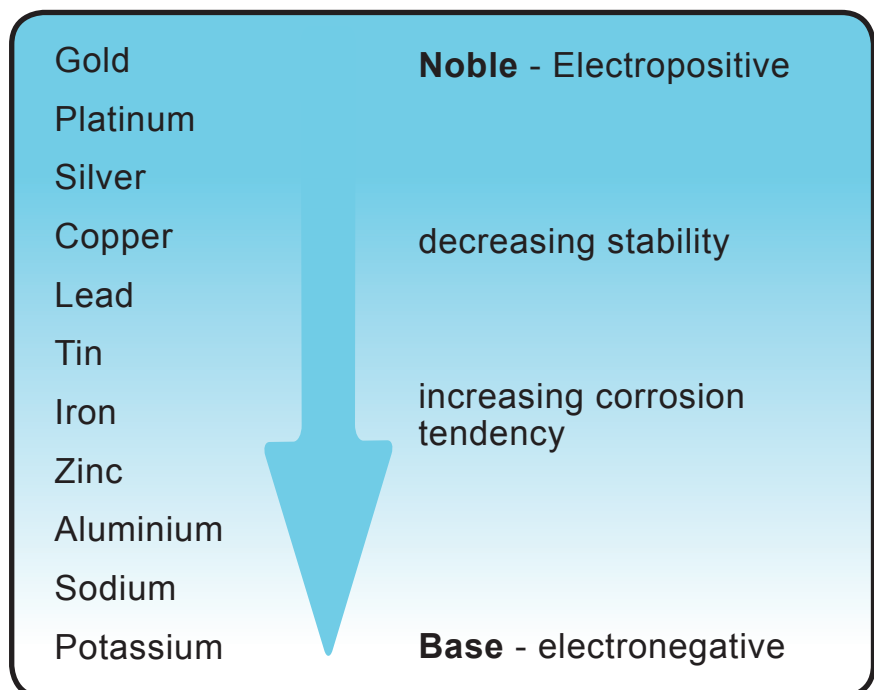 Gold
Noble - Electropositive
Platinum
Silver
Copper
decreasing stability
Lead
Tin
Iron
increasing corrosion
tendency
Zinc
Aluminium
Sodium
Potassium
Base - electronegative